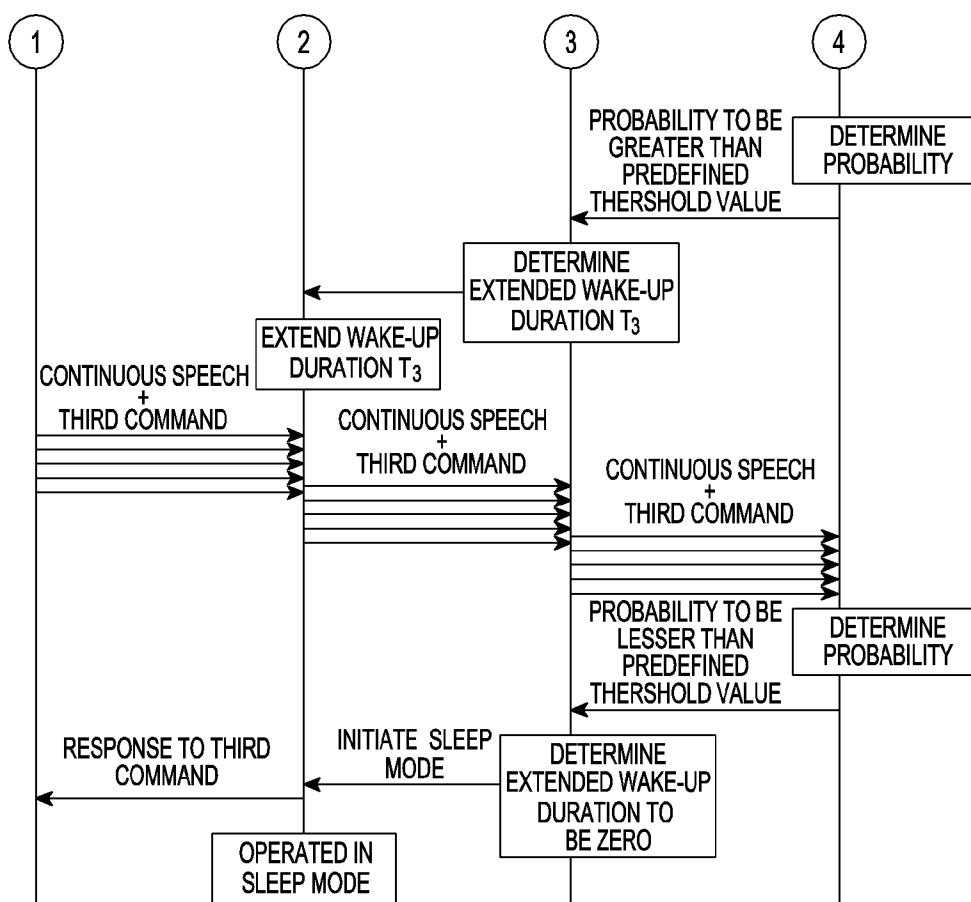 1
2
3
4
PROBABILITY TO BE
GREATER THAN
PREDEFINED
THERSHOLD VALUE
DETERMINE
PROBABILITY
DETERMINE
EXTENDED WAKE-UP
DURATION T3
EXTEND WAKE-UP
DURATION T3
CONTINUOUS SPEECH
+
THIRD COMMAND
CONTINUOUS SPEECH
+
THIRD COMMAND
CONTINUOUS SPEECH
+
THIRD COMMAND
PROBABILITY TO BE
LESSER THAN
PREDEFINED
THERSHOLD VALUE
DETERMINE
PROBABILITY
RESPONSE TO THIRD
COMMAND
INITIATE SLEEP
MODE
DETERMINE
EXTENDED WAKE-UP
DURATION TO
BE ZERO
OPERATED IN
SLEEP MODE